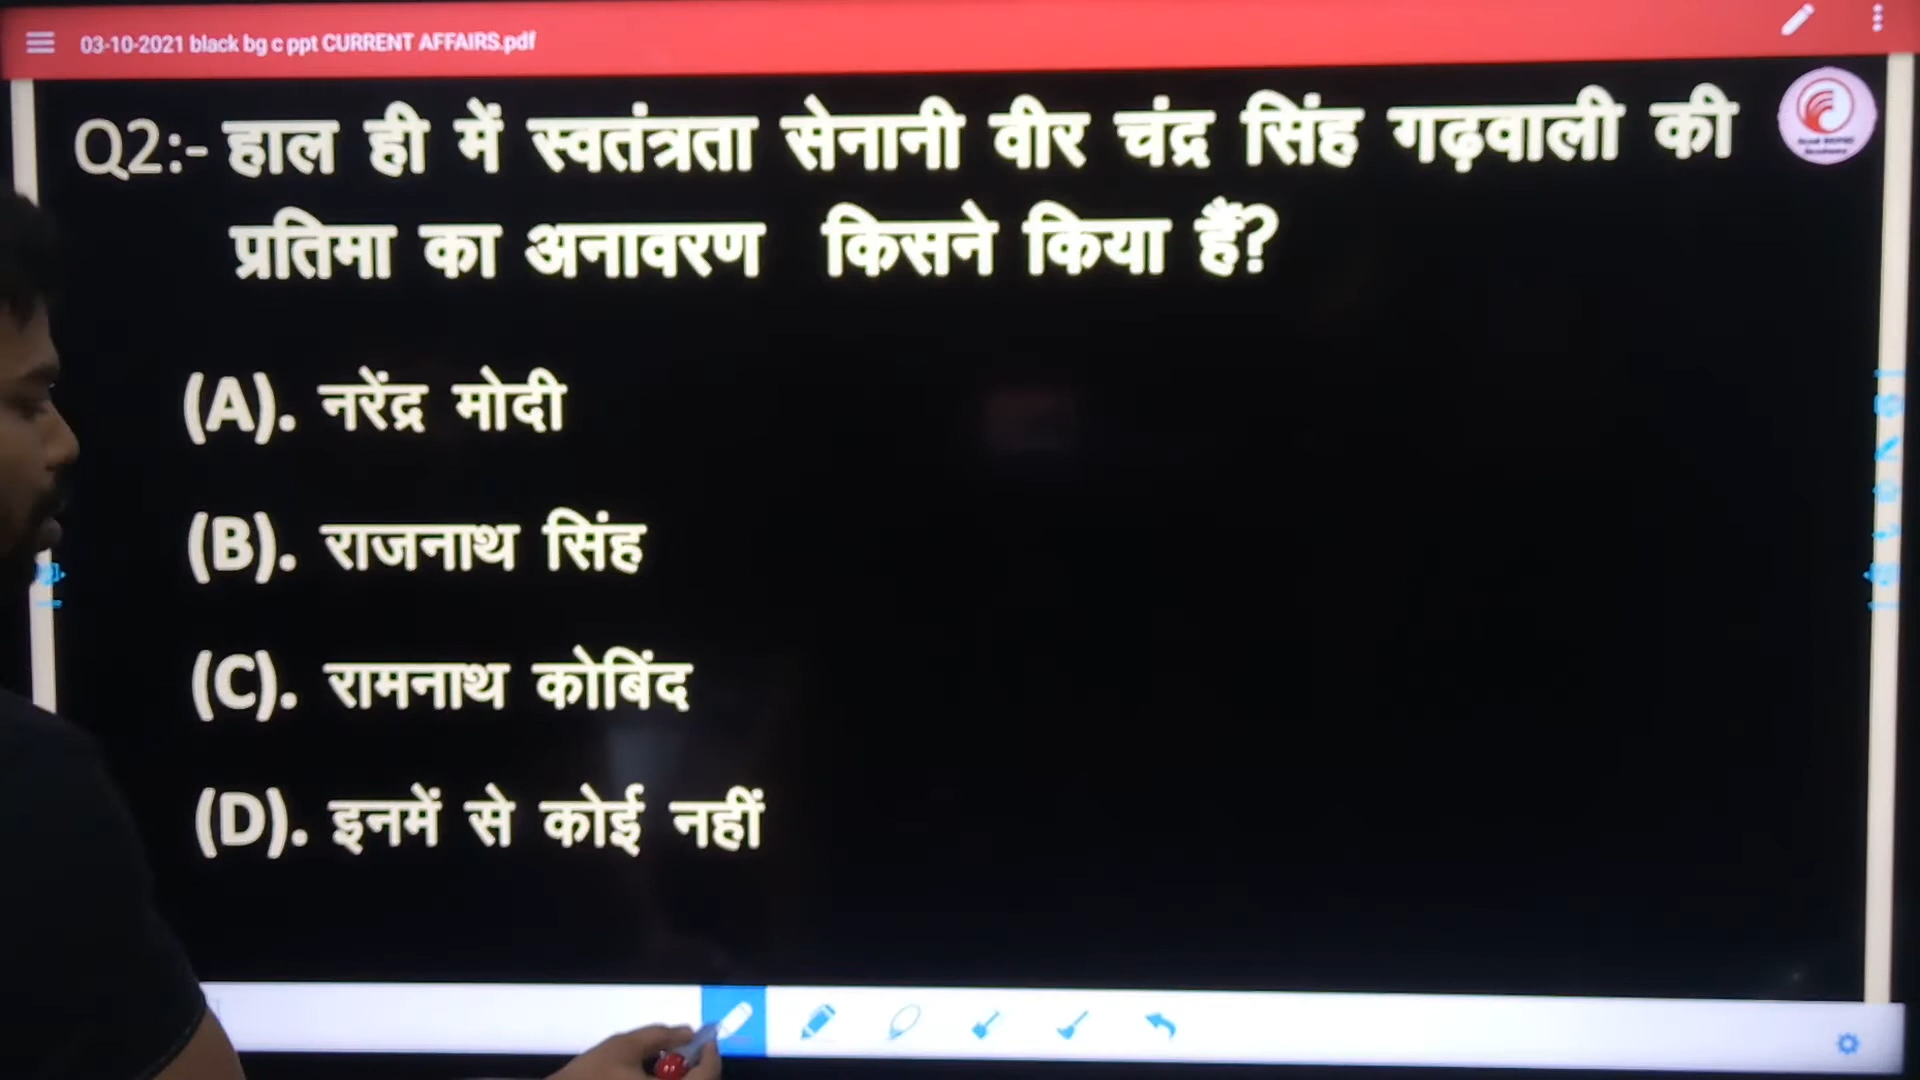 03-10-2021 black bg c ppt CURRENT AFFAIRS.pdf
Q2:- हाल ही में स्वतंत्रता सेनानी वीर चंद्र सिंह गढ़वाली की
प्रतिमा का अनावरण किसने किया हैं?
(A). नरेंद्र मोदी
(B). राजनाथ सिंह
(C). रामनाथ कोबिंद
(D). इनमें से कोई नहीं